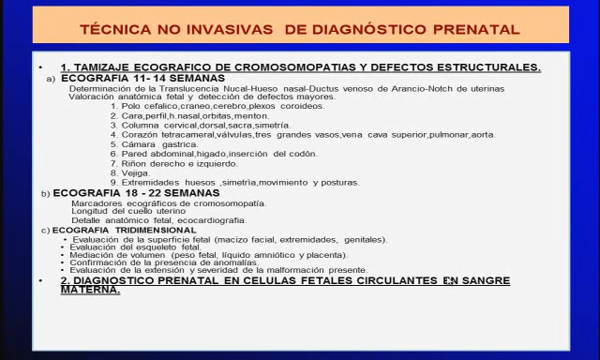 TÉCNICA NO INVASIVAS DE DIAGNÓSTICO PRENATAL
• 1. TAMIZAJE ECOGRAFICO DE CROMOSOMOPATIAS Y DEFECTOS ESTRUCTURALES.
a) ECOGRAFIA 11- 14 SEMANAS
Determinación de la Translucencia Nucal-Hueso nasal-Ductus venoso de Arancio-Notch de uterinas
Valoración anatómica fetal y detección de defectos mayores.
1. Polo cefalico,craneo,cerebro,plexos coroideos.
2. Cara,perfil,h.nasal,orbitas,menton.
3. Columna cervical,dorsal,sacra,simetría.
4. Corazón tetracameral,válvulas,tres grandes vasos,vena cava superior,pulmonar,aorta.
5. Cámara gastrica.
6. Pared abdominal,higado,inserción del codôn.
7. Riñon derecho e izquierdo.
8. Vejiga.
9. Extremidades huesos ,simetria,movimiento y posturas.
b) ECOGRAFIA 18 - 22 SEMANAS
Marcadores ecográficos de cromosomopatía.
Longitud del cuello uterino
Detalle anatómico fetal, ecocardiografia.
c) ECOGRAFIA TRIDIMENSIONAL
• Evaluación de la superficie fetal (macizo facial, extremidades, genitales).
• Evaluación del esqueleto fetal.
• Mediación de volumen (peso fetal, líquido amniótico y placenta).
• Confirmación de la presencia de anomalías.
• Evaluación de la extensión y severidad de la malformación presente.
• 2. DIAGNOSTICO PRENATAL EN CELULAS FETALES CIRCULANTES EN SANGRE
MATERNA.